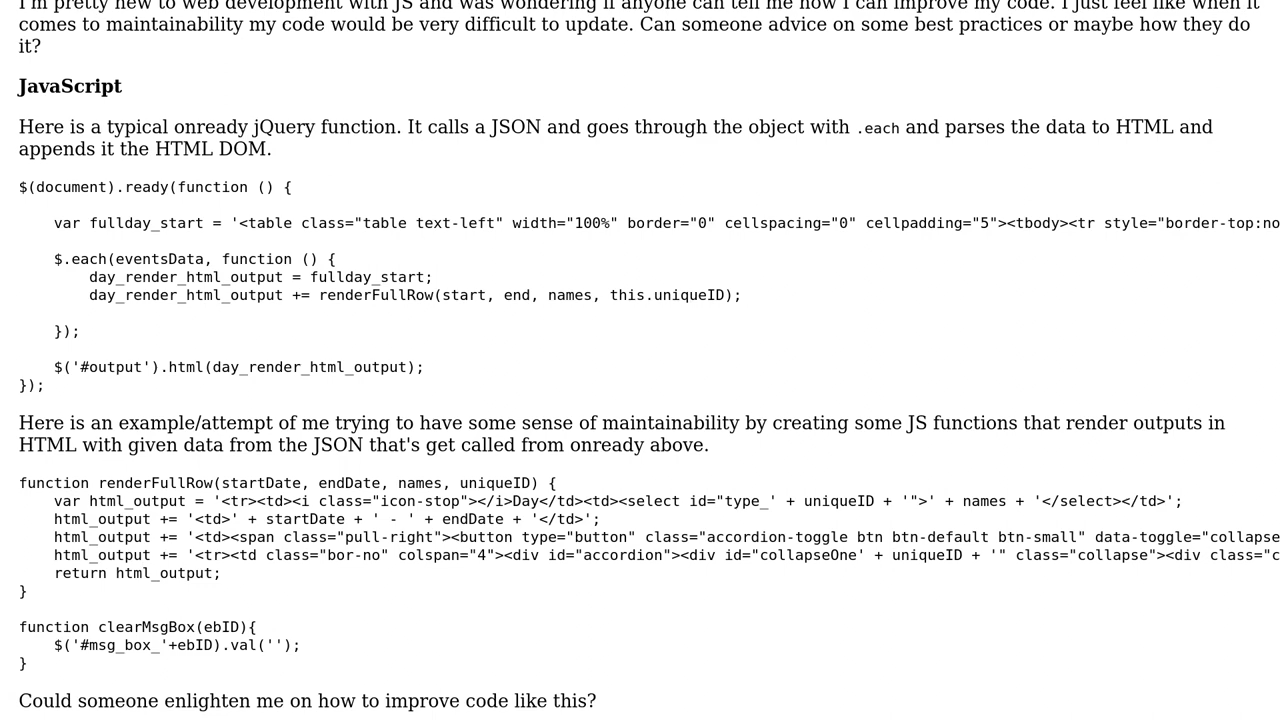 I'm pretty new to web development with JS and was wondering if anyone can tell me how I can improve my code. I just feel like when it
comes to maintainability my code would be very difficult to update. Can someone advice on some best practices or maybe how they do
it?
JavaScript
Here is a typical onready jQuery function. It calls a JSON and goes through the object with .each and parses the data to HTML and
appends it the HTML DOM.
$(document).ready(function () {
    var fullday_start = '<table class="table text-left" width="100%" border="0" cellspacing="0" cellpadding="5"><tbody><tr style="border-top:no
    $.each(eventsData, function () {
        day_render_html_output = fullday_start;
        day_render_html_output += renderFullRow(start, end, names, this.uniqueID);
    });
    $('#output').html(day_render_html_output);
});
Here is an example/attempt of me trying to have some sense of maintainability by creating some JS functions that render outputs in
HTML with given data from the JSON that's get called from onready above.
function renderFullRow(startDate, endDate, names, uniqueID) {
    var html_output = '<tr><td><i class="icon-stop"></i>Day</td><td><select id="type_' + uniqueID + '">' + names + '</select></td>';
    html_output += '<td>' + startDate + ' - ' + endDate + '</td>';
    html_output += '<td><span class="pull-right"><button type="button" class="accordion-toggle btn btn-default btn-small" data-toggle="collapse
    html_output += '<tr><td class="bor-no" colspan="4"><div id="accordion"><div id="collapseOne' + uniqueID + '" class="collapse"><div class="c
    return html_output;
}
function clearMsgBox(ebID){
    $('#msg_box_'+ebID).val('');
}
Could someone enlighten me on how to improve code like this?